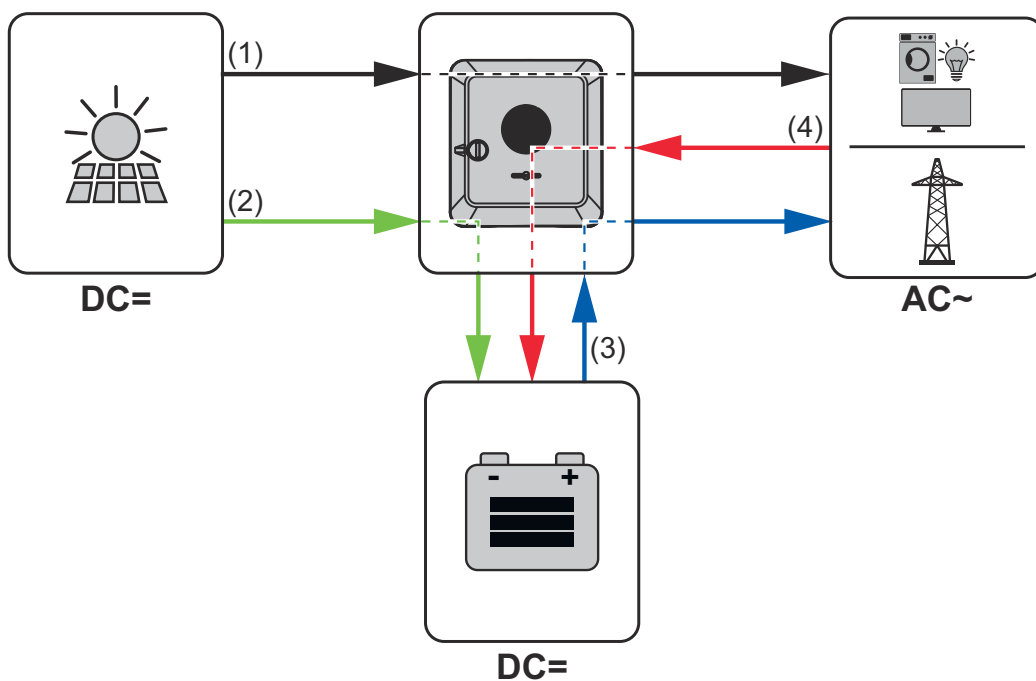 (1)
(4)
(2)
DC=
AC~
(3)
- +
DC=